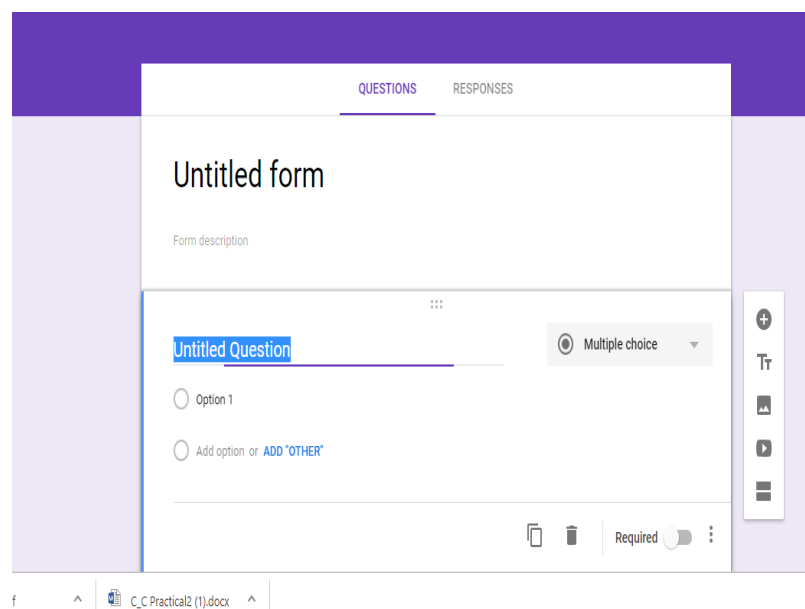 QUESTIONS RESPONSES
Untitled form
Form description
Untitled Question
Multiple choice
Option 1
Add option or ADD "OTHER"
Required
f
C_C Practical2 (1).docx